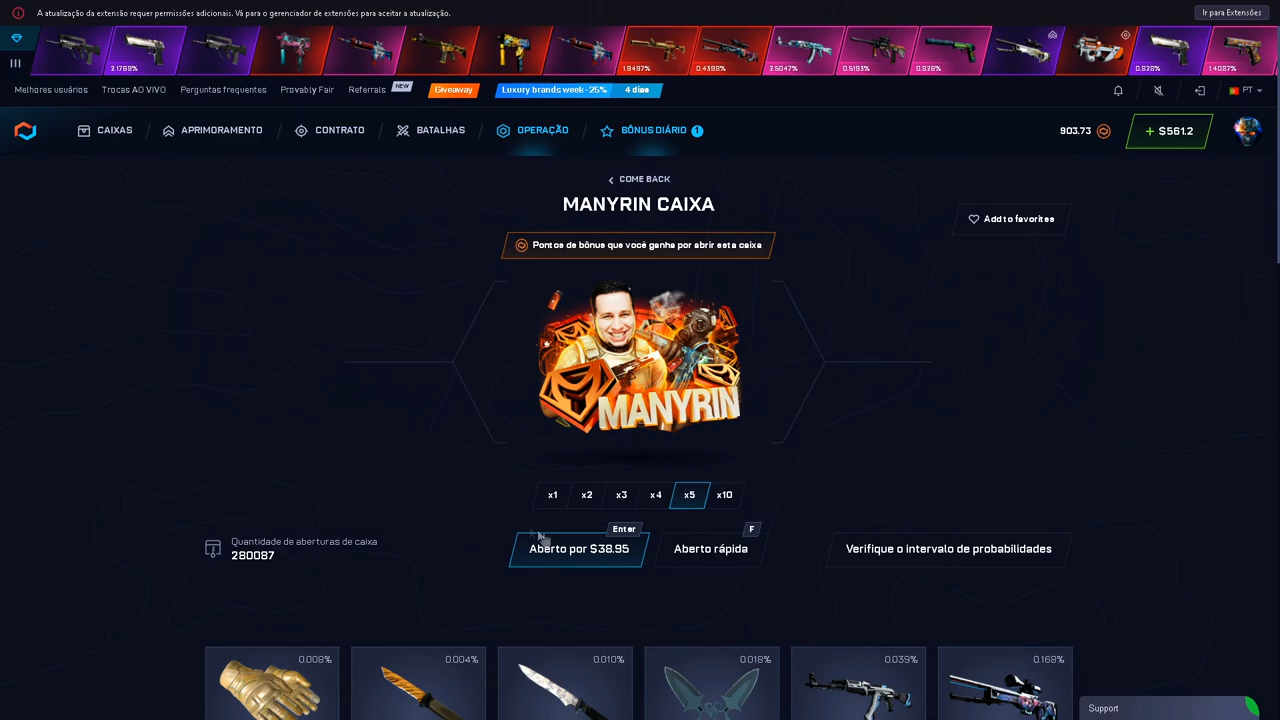 A atualização da extensão requer permissões adicionais. Vá para o gerenciador de extensões para aceitar a atualização.
Ir para Extensões
2.1769%
1.8497%
0.4398%
2.5047%
0.5193%
0.826%
0.828%
1.4087%
Melhores usuários
Trocas AO VIVO
Perguntas frequentes
Provably Fair
Referrals
NEW
Giveaway
Luxury brands week -25%
4 dias
PT
CAIXAS
APRIMORAMENTO
CONTRATO
BATALHAS
OPERAÇÃO
BÔNUS DIÁRIO 1
903.73
+ $561.2
COME BACK
MANYRIN CAIXA
Add to favorites
Pontos de bônus que você ganha por abrir esta caixa
MANYRIN
x1
x2
x3
x4
x5
x10
Enter
F
Quantidade de aberturas de caixa
280087
Aberto por $38.95
Aberto rápida
Verifique o intervalo de probabilidades
0.008%
0.004%
0.010%
0.018%
0.039%
0.168%
Support